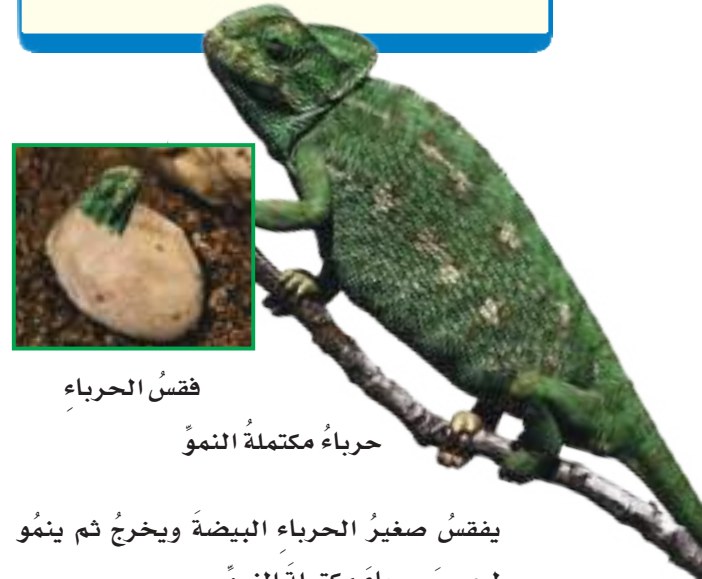 فقسُ الحرباءِ
حرباءُ مكتملةُ النموِّ
يفقسُ صغيرُ الحرباءِ البيضةَ ويخرجُ ثم ينمُو